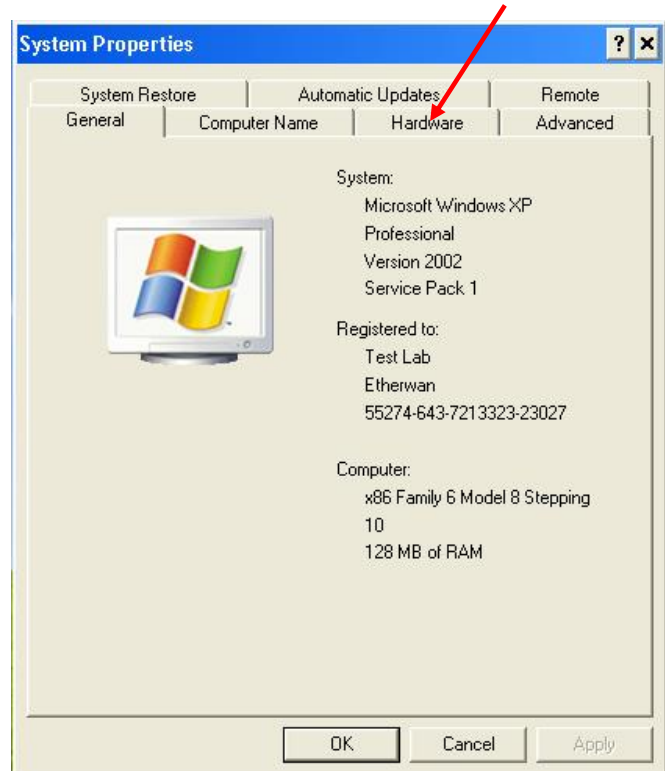 System Properties
System Restore Automatic Updates Remote
General Computer Name Hardware Advanced
System:
Microsoft Windows XP
Professional
Version 2002
Service Pack 1
Registered to:
Test Lab
Etherwan
55274-643-7213323-23027
Computer:
x86 Family 6 Model 8 Stepping
10
128 MB of RAM
OK Cancel Apply